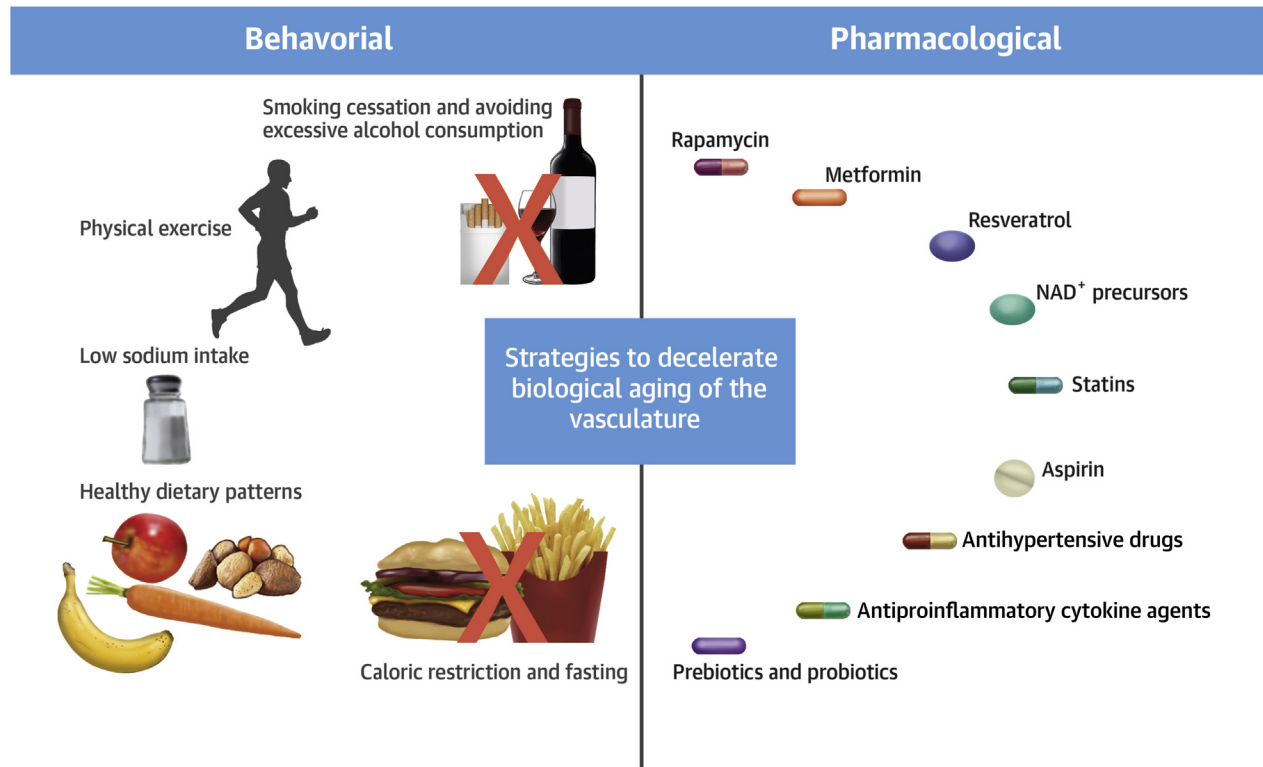 Behavorial
Pharmacological
Smoking cessation and avoiding
excessive alcohol consumption
Physical exercise
Low sodium intake
Healthy dietary patterns
Caloric restriction and fasting
Strategies to decelerate
biological aging of the
vasculature
Rapamycin
Metformin
Resveratrol
NAD⁺ precursors
Statins
Aspirin
Antihypertensive drugs
Antiproinflammatory cytokine agents
Prebiotics and probiotics